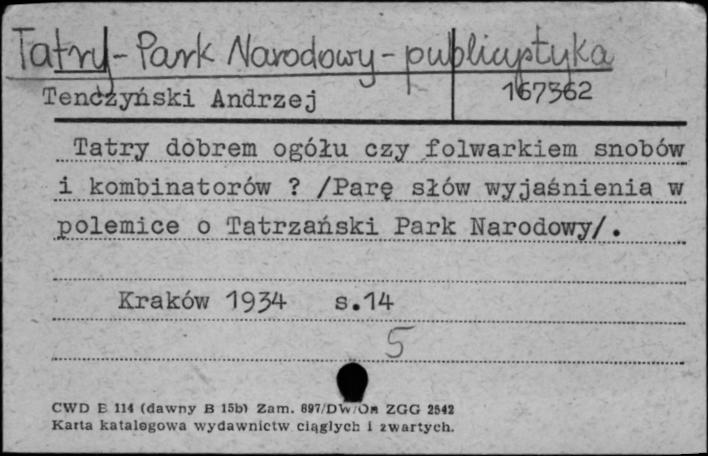 Tatry - Park Narodowy - publicystyka
Tenczyński Andrzej 167362
Tatry dobrem ogółu czy folwarkiem snobów
i kombinatorów ? /Parę słów wyjaśnienia w
polemice o Tatrzański Park Narodowy/.
Kraków 1934 s.14
5
CWD B 114 (dawny B 15b) Zam. 897/DW/Om ZGG 2542
Karta katalogowa wydawnictw ciągłych i zwartych.